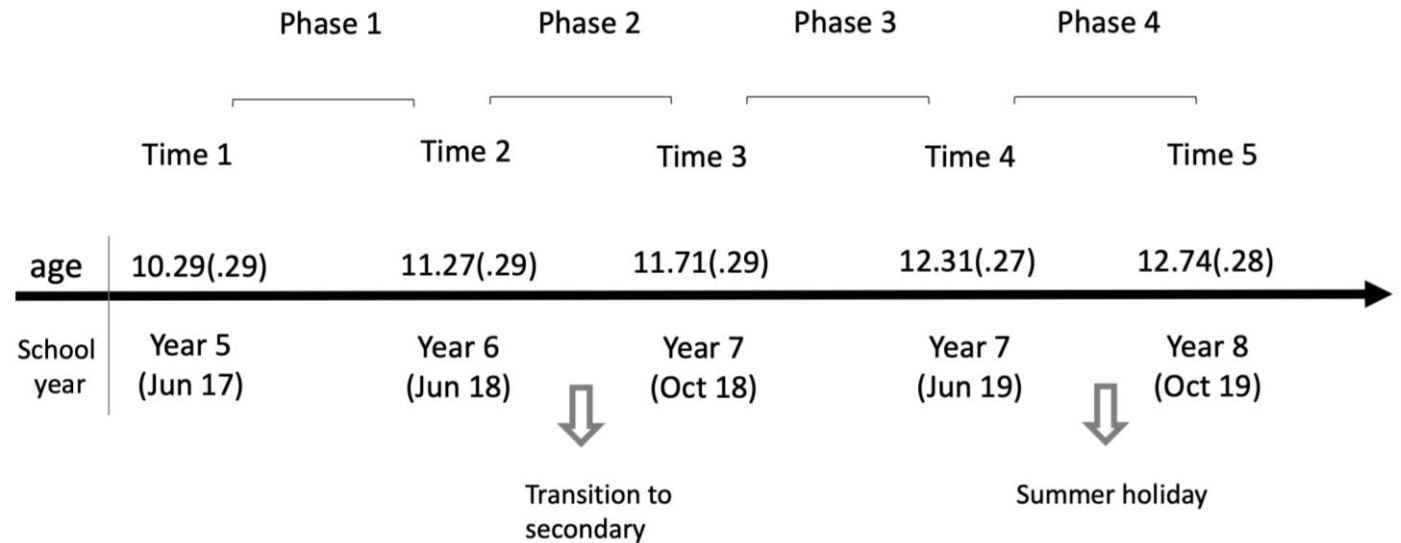 Phase 1 Phase 2 Phase 3 Phase 4
Time 1 Time 2 Time 3 Time 4 Time 5
age 10.29(.29) 11.27(.29) 11.71(.29) 12.31(.27) 12.74(.28)
School Year 5 Year 6 Year 7 Year 7 Year 8
year (Jun 17) (Jun 18) (Oct 18) (Jun 19) (Oct 19)
Transition to Summer holiday
secondary